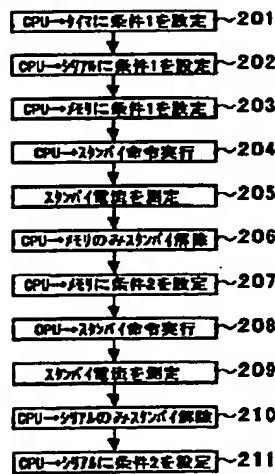 CPU→タイマに条件1を設定 201
CPU→シリアルに条件1を設定 202
CPU→メモリに条件1を設定 203
CPU→スタンバイ命令実行 204
スタンバイ電流を測定 205
CPU→メモリのみスタンバイ解除 206
CPU→メモリに条件2を設定 207
CPU→スタンバイ命令実行 208
スタンバイ電流を測定 209
CPU→シリアルのみスタンバイ解除 210
CPU→シリアルに条件2を設定 211